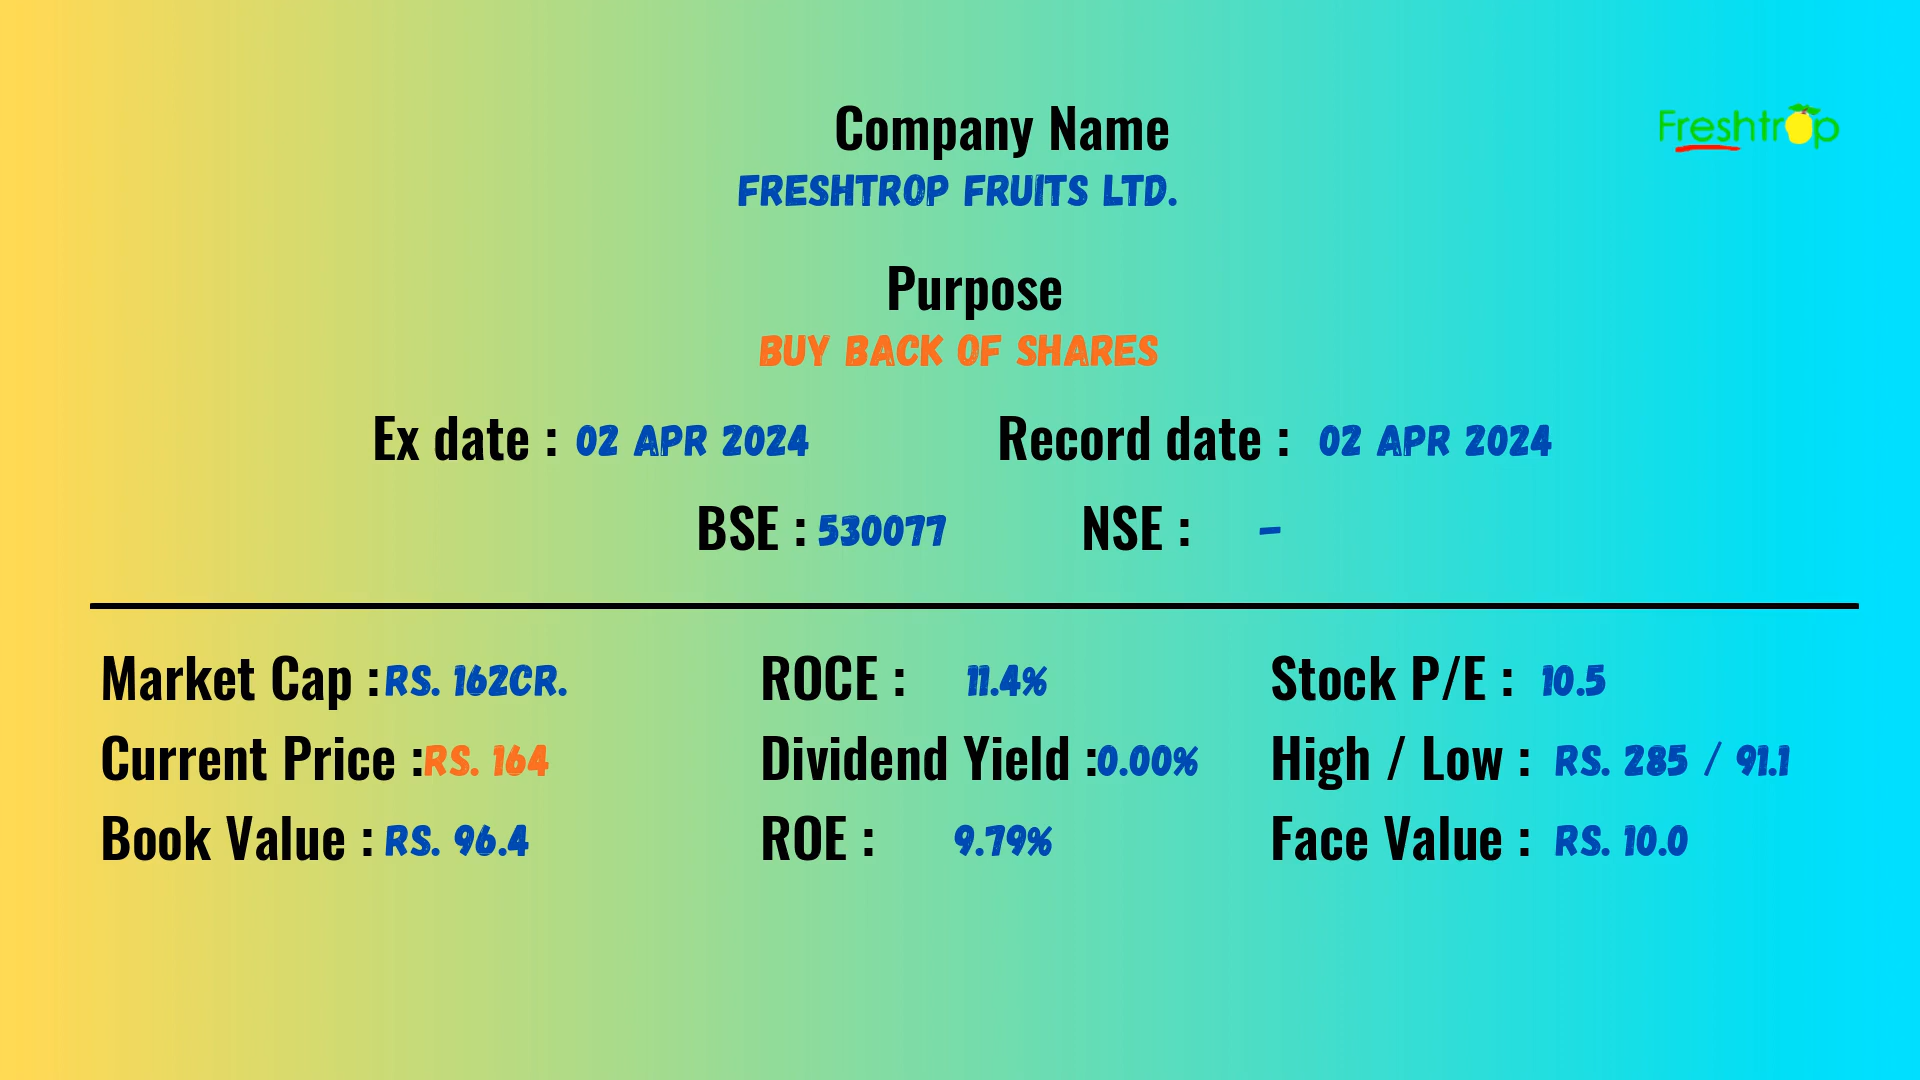 Company Name
Freshtrop
FRESHTROP FRUITS LTD.
Purpose
BUY BACK OF SHARES
Ex date : 02 APR 2024 Record date : 02 APR 2024
BSE : 530077 NSE : -
Market Cap : RS. 162CR. ROCE : 11.4% Stock P/E : 10.5
Current Price : RS. 164 Dividend Yield : 0.00% High / Low : RS. 285 / 91.1
Book Value : RS. 96.4 ROE : 9.79% Face Value : RS. 10.0